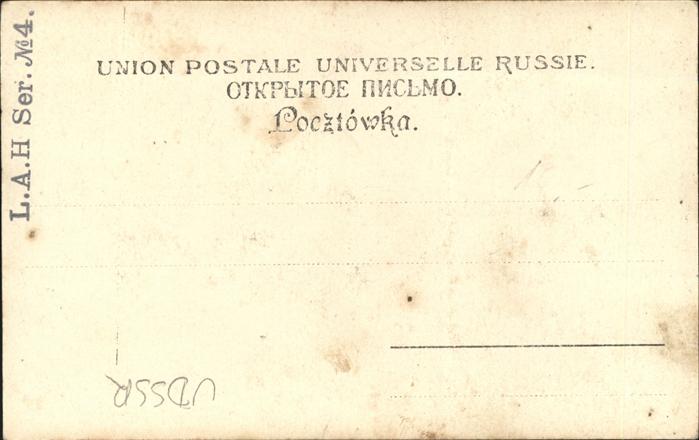 L.A.H Ser. №4.
UNION POSTALE UNIVERSELLE RUSSIE.
ОТКРЫТОЕ ПИСЬМО.
Pocztówka.
UDSSR